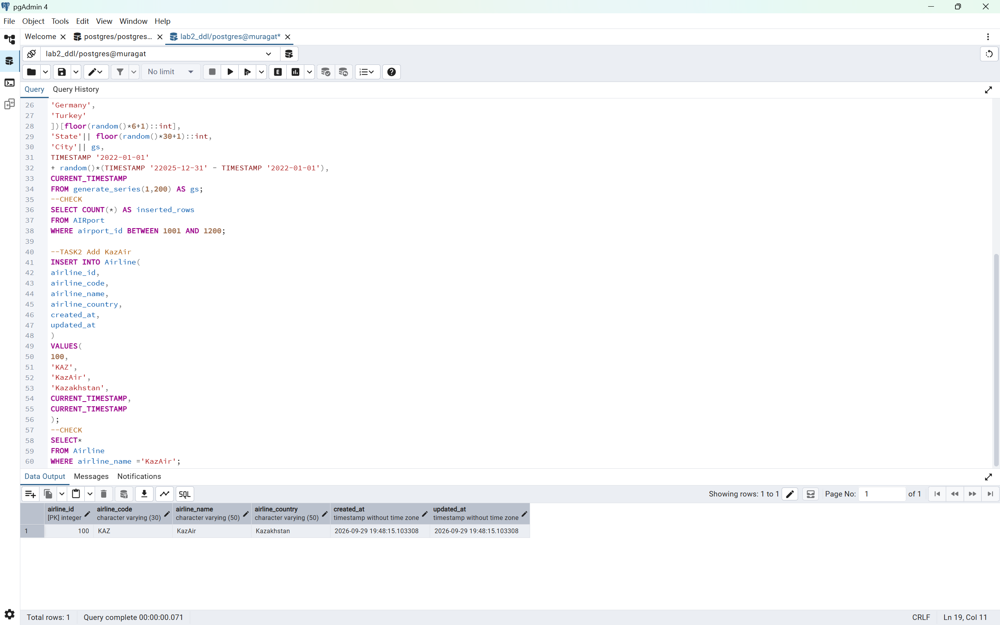 pgAdmin 4
File Object Tools Edit View Window Help
Welcome postgres/postgres... lab2_ddl/postgres@muragat*
lab2_ddl/postgres@muragat
No limit E
Query Query History
26 'Germany',
27 'Turkey'
28 ])[floor(random()*6+1)::int],
29 'State'|| floor(random()*30+1)::int,
30 'City'|| gs,
31 TIMESTAMP '2022-01-01'
32 + random()*(TIMESTAMP '22025-12-31' - TIMESTAMP '2022-01-01'),
33 CURRENT_TIMESTAMP
34 FROM generate_series(1,200) AS gs;
35 --CHECK
36 SELECT COUNT(*) AS inserted_rows
37 FROM AIRport
38 WHERE airport_id BETWEEN 1001 AND 1200;
39
40 --TASK2 Add KazAir
41 INSERT INTO Airline(
42 airline_id,
43 airline_code,
44 airline_name,
45 airline_country,
46 created_at,
47 updated_at
48 )
49 VALUES(
50 100,
51 'KAZ',
52 'KazAir',
53 'Kazakhstan',
54 CURRENT_TIMESTAMP,
55 CURRENT_TIMESTAMP
56 );
57 --CHECK
58 SELECT*
59 FROM Airline
60 WHERE airline_name ='KazAir';
Data Output Messages Notifications
SQL Showing rows: 1 to 1 Page No: 1 of 1
airline_id airline_code airline_name airline_country created_at updated_at
[PK] integer character varying (30) character varying (50) character varying (50) timestamp without time zone timestamp without time zone
1 100 KAZ KazAir Kazakhstan 2026-09-29 19:48:15.103308 2026-09-29 19:48:15.103308
Total rows: 1 Query complete 00:00:00.071 CRLF Ln 19, Col 11